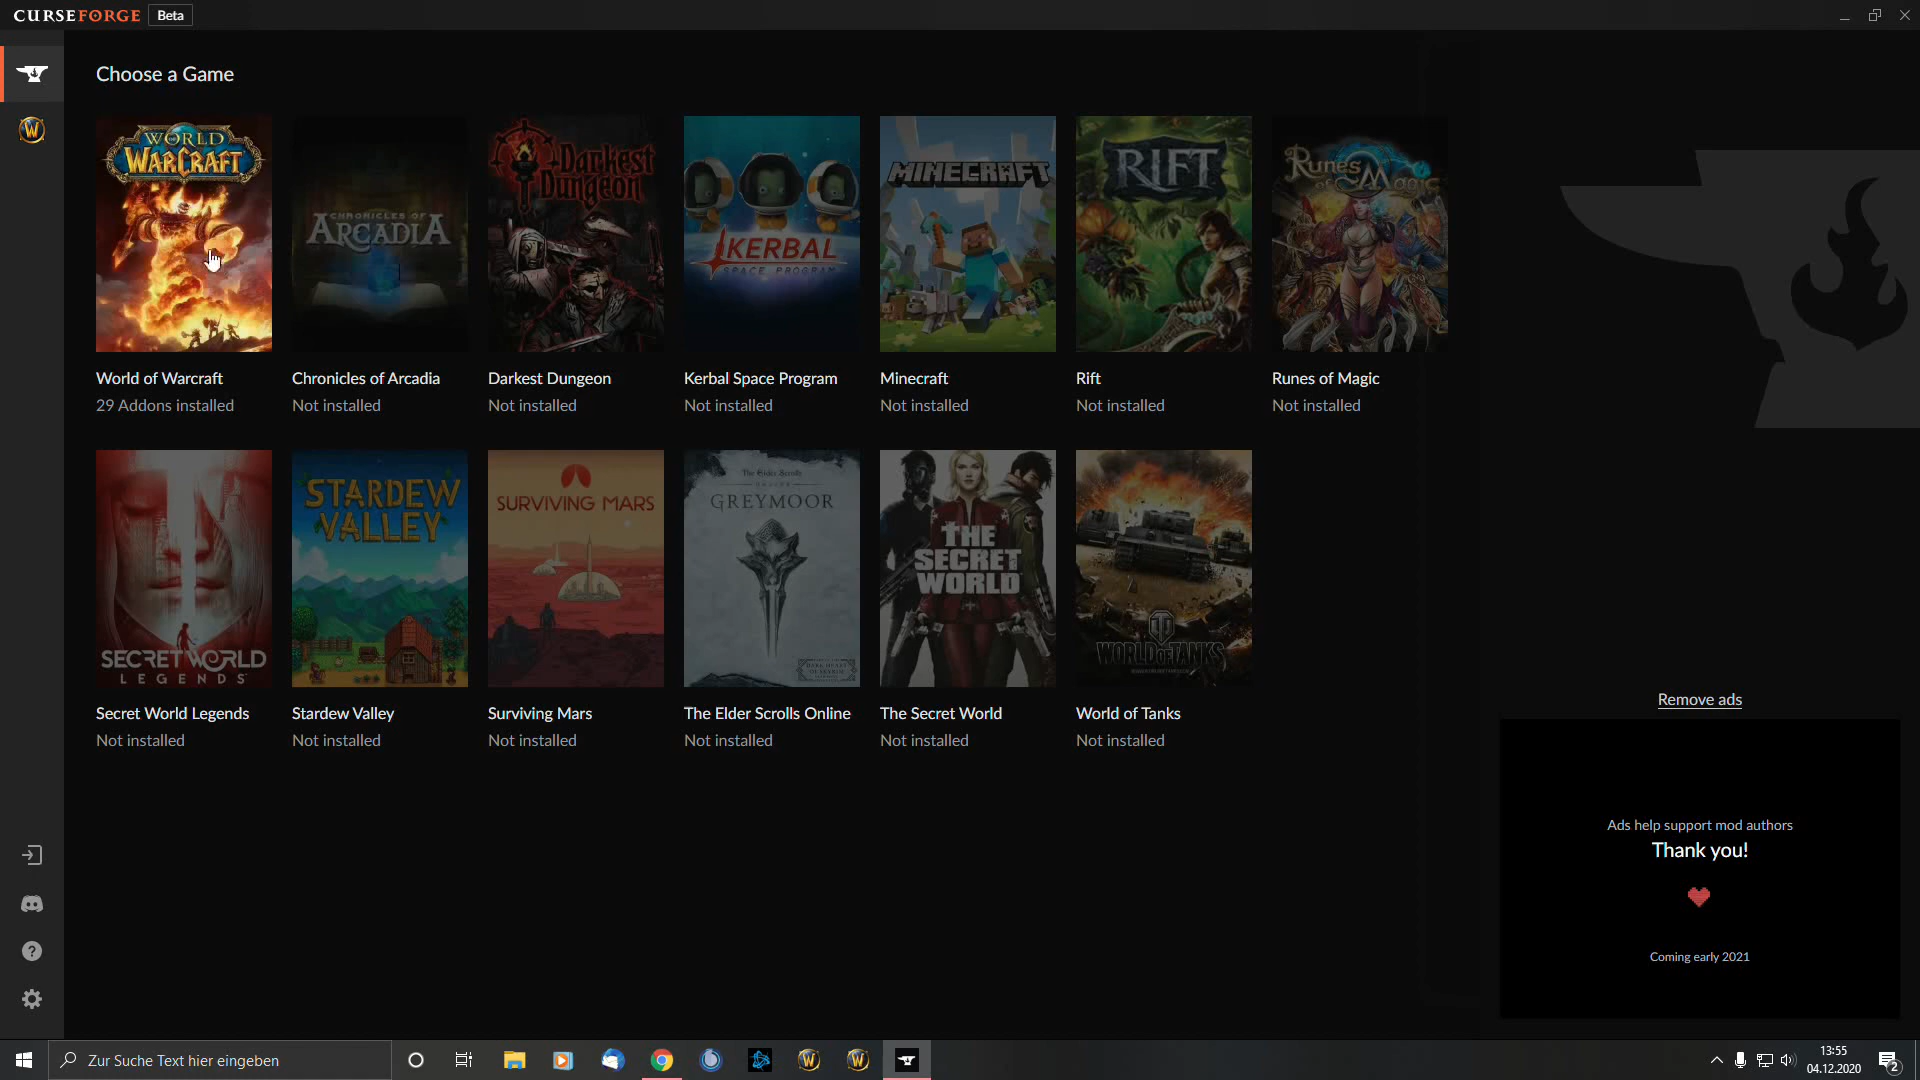 CURSEFORGE Beta
Choose a Game
WORLD
WARCRAFT
CHRONICLES OF
ARCADIA
Darkest
Dungeon
KERBAL
SPACE PROGRAM
MINECRAFT
RIFT
Runes
of Magic
World of Warcraft
29 Addons installed
Chronicles of Arcadia
Not installed
Darkest Dungeon
Not installed
Kerbal Space Program
Not installed
Minecraft
Not installed
Rift
Not installed
Runes of Magic
Not installed
SECRET WORLD
LEGENDS
STARDEW
VALLEY
SURVIVING MARS
The Elder Scrolls
ONLINE
GREYMOOR
THE
SECRET
WORLD
WORLD OF TANKS
Secret World Legends
Not installed
Stardew Valley
Not installed
Surviving Mars
Not installed
The Elder Scrolls Online
Not installed
The Secret World
Not installed
World of Tanks
Not installed
Remove ads
Ads help support mod authors
Thank you!
Coming early 2021
Zur Suche Text hier eingeben
13:55
04.12.2020
2